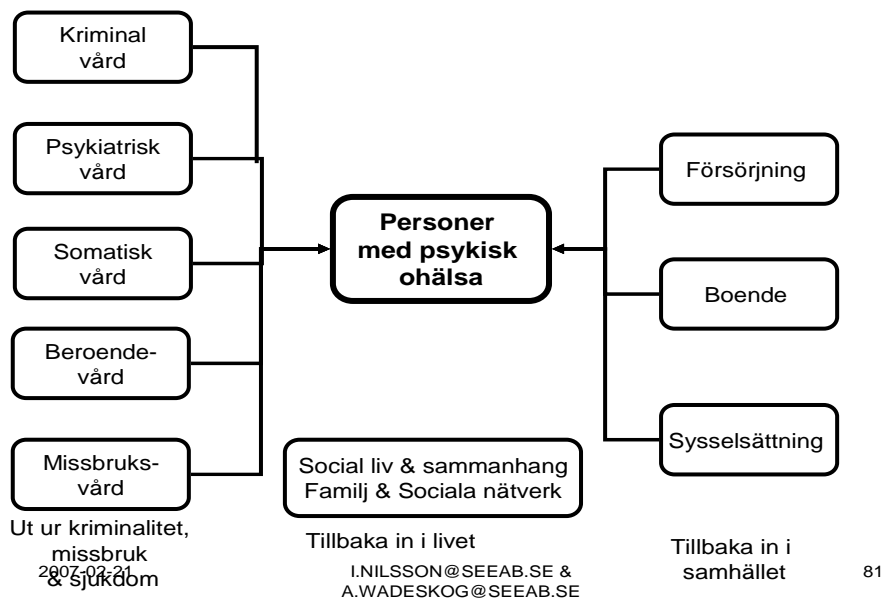 Kriminal
vård
Psykiatrisk
vård
Somatisk
vård
Beroende-
vård
Missbruks-
vård
Ut ur kriminalitet,
missbruk
& sjukdom
Personer
med psykisk
ohälsa
Social liv & sammanhang
Familj & Sociala nätverk
Tillbaka in i livet
Försörjning
Boende
Sysselsättning
Tillbaka in i
samhället
2007-02-21
I.NILSSON@SEEAB.SE &
A.WADESKOG@SEEAB.SE
81